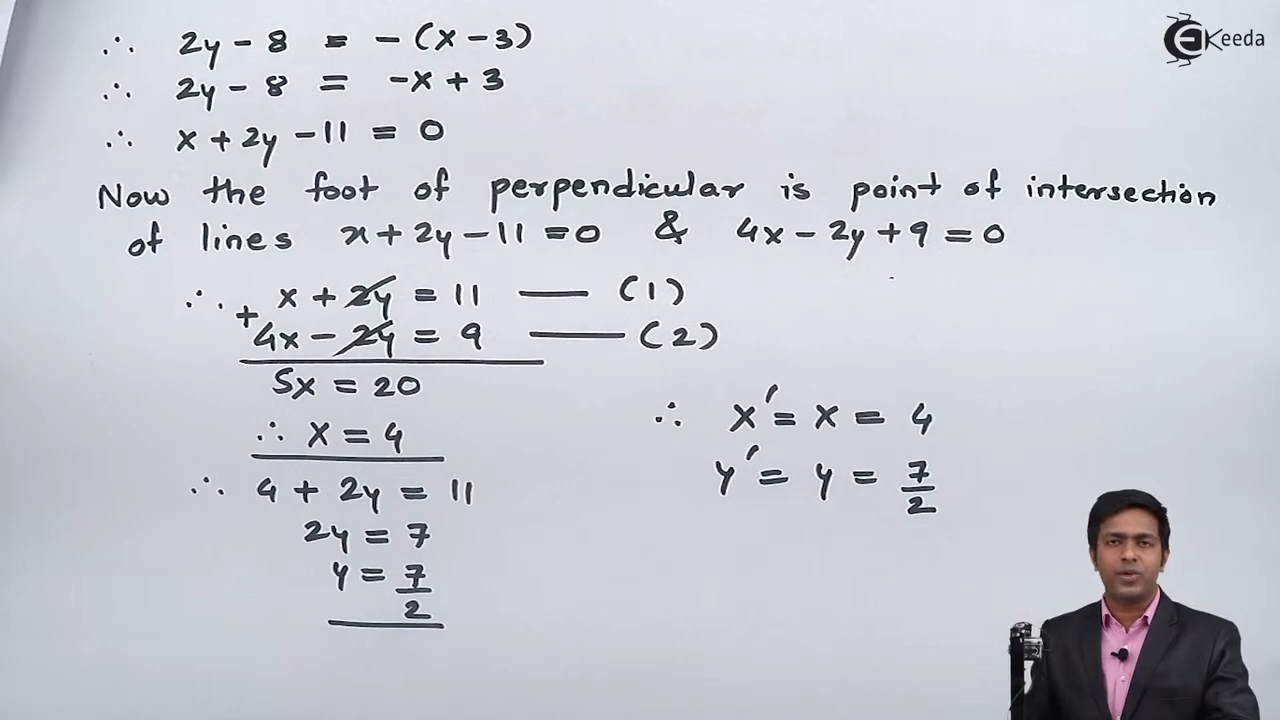 ∴ 2y - 8 = - (x - 3)
∴ 2y - 8 = -x + 3
∴ x + 2y - 11 = 0
Now the foot of perpendicular is point of intersection
of lines x + 2y - 11 = 0 & 4x - 2y + 9 = 0
∴ x + 2y = 11 —— (1)
+ 4x - 2y = 9 —— (2)
5x = 20
∴ x = 4
∴ 4 + 2y = 11
2y = 7
y = 7/2
∴ x' = x = 4
y' = y = 7/2
EKeeda